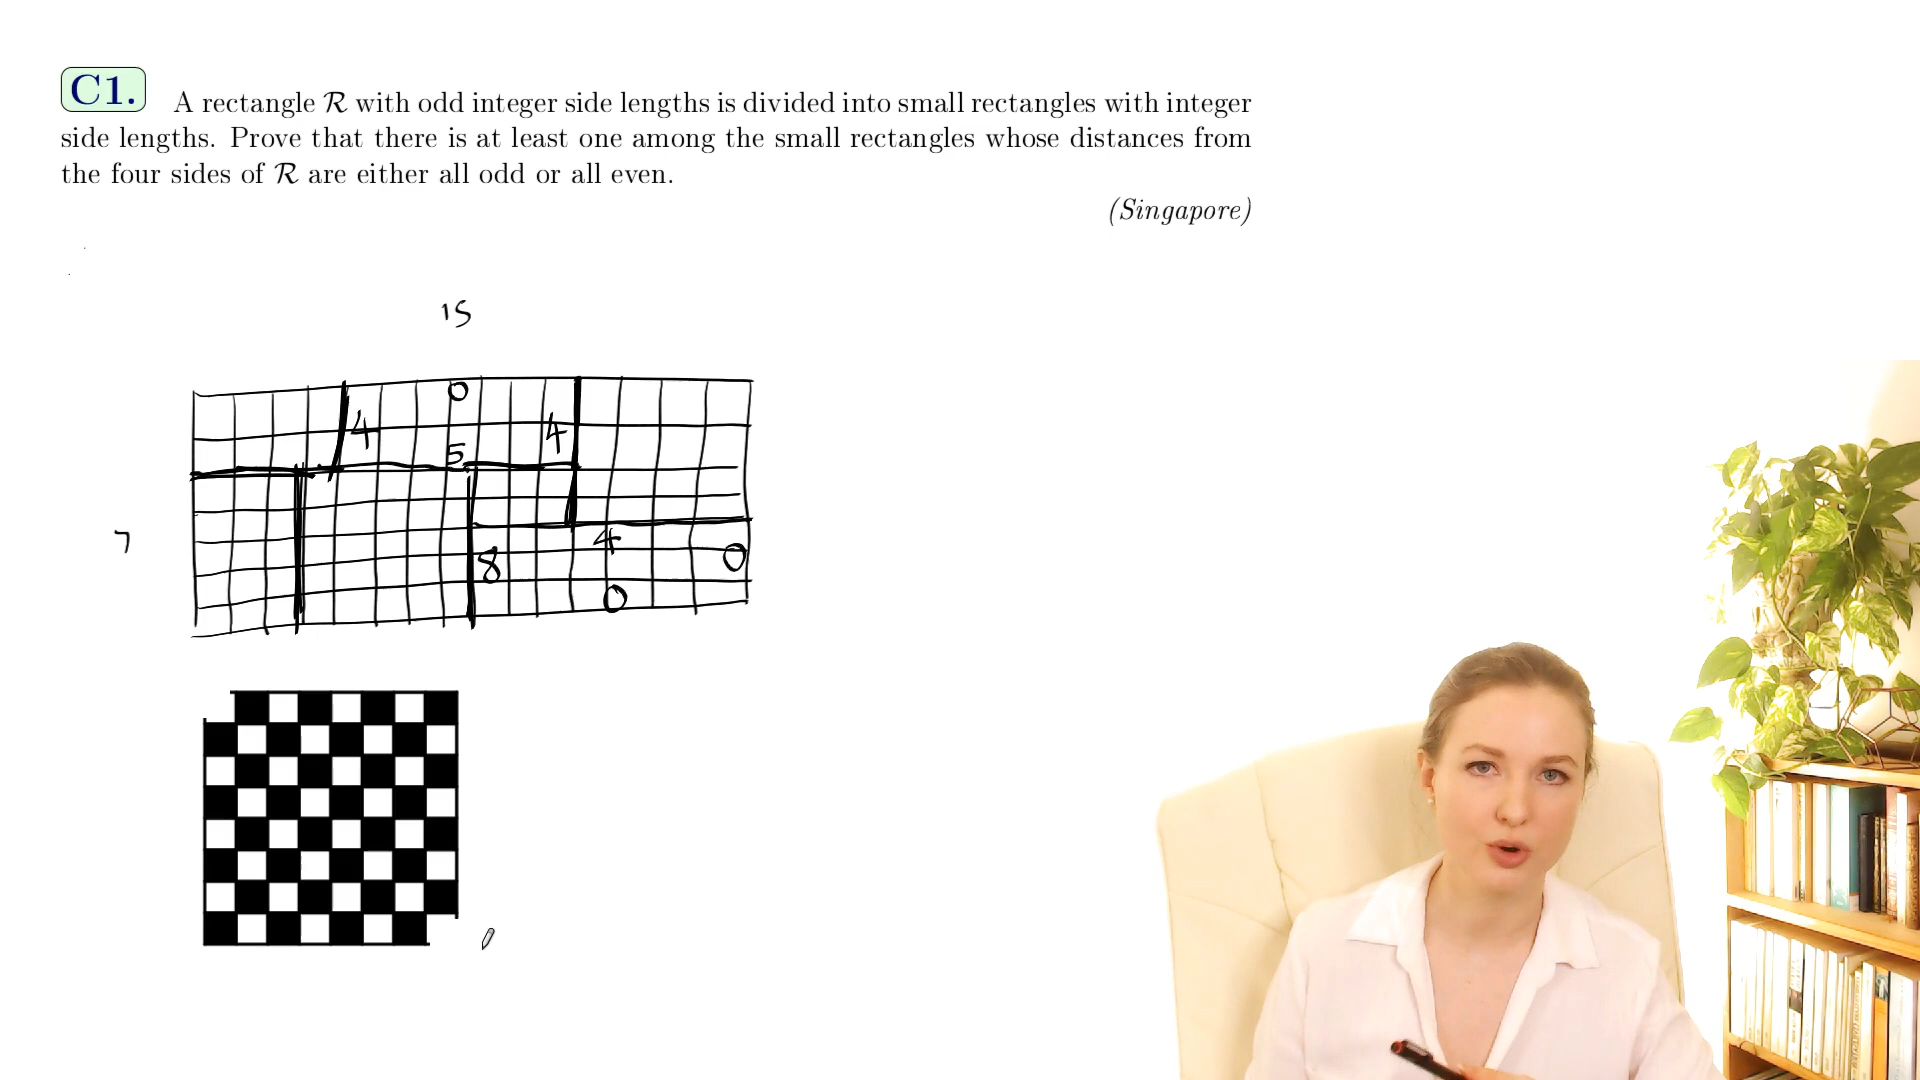 C1. A rectangle ℛ with odd integer side lengths is divided into small rectangles with integer
side lengths. Prove that there is at least one among the small rectangles whose distances from
the four sides of ℛ are either all odd or all even.
(Singapore)
15
0
4 4
5
7
4
8 0
0